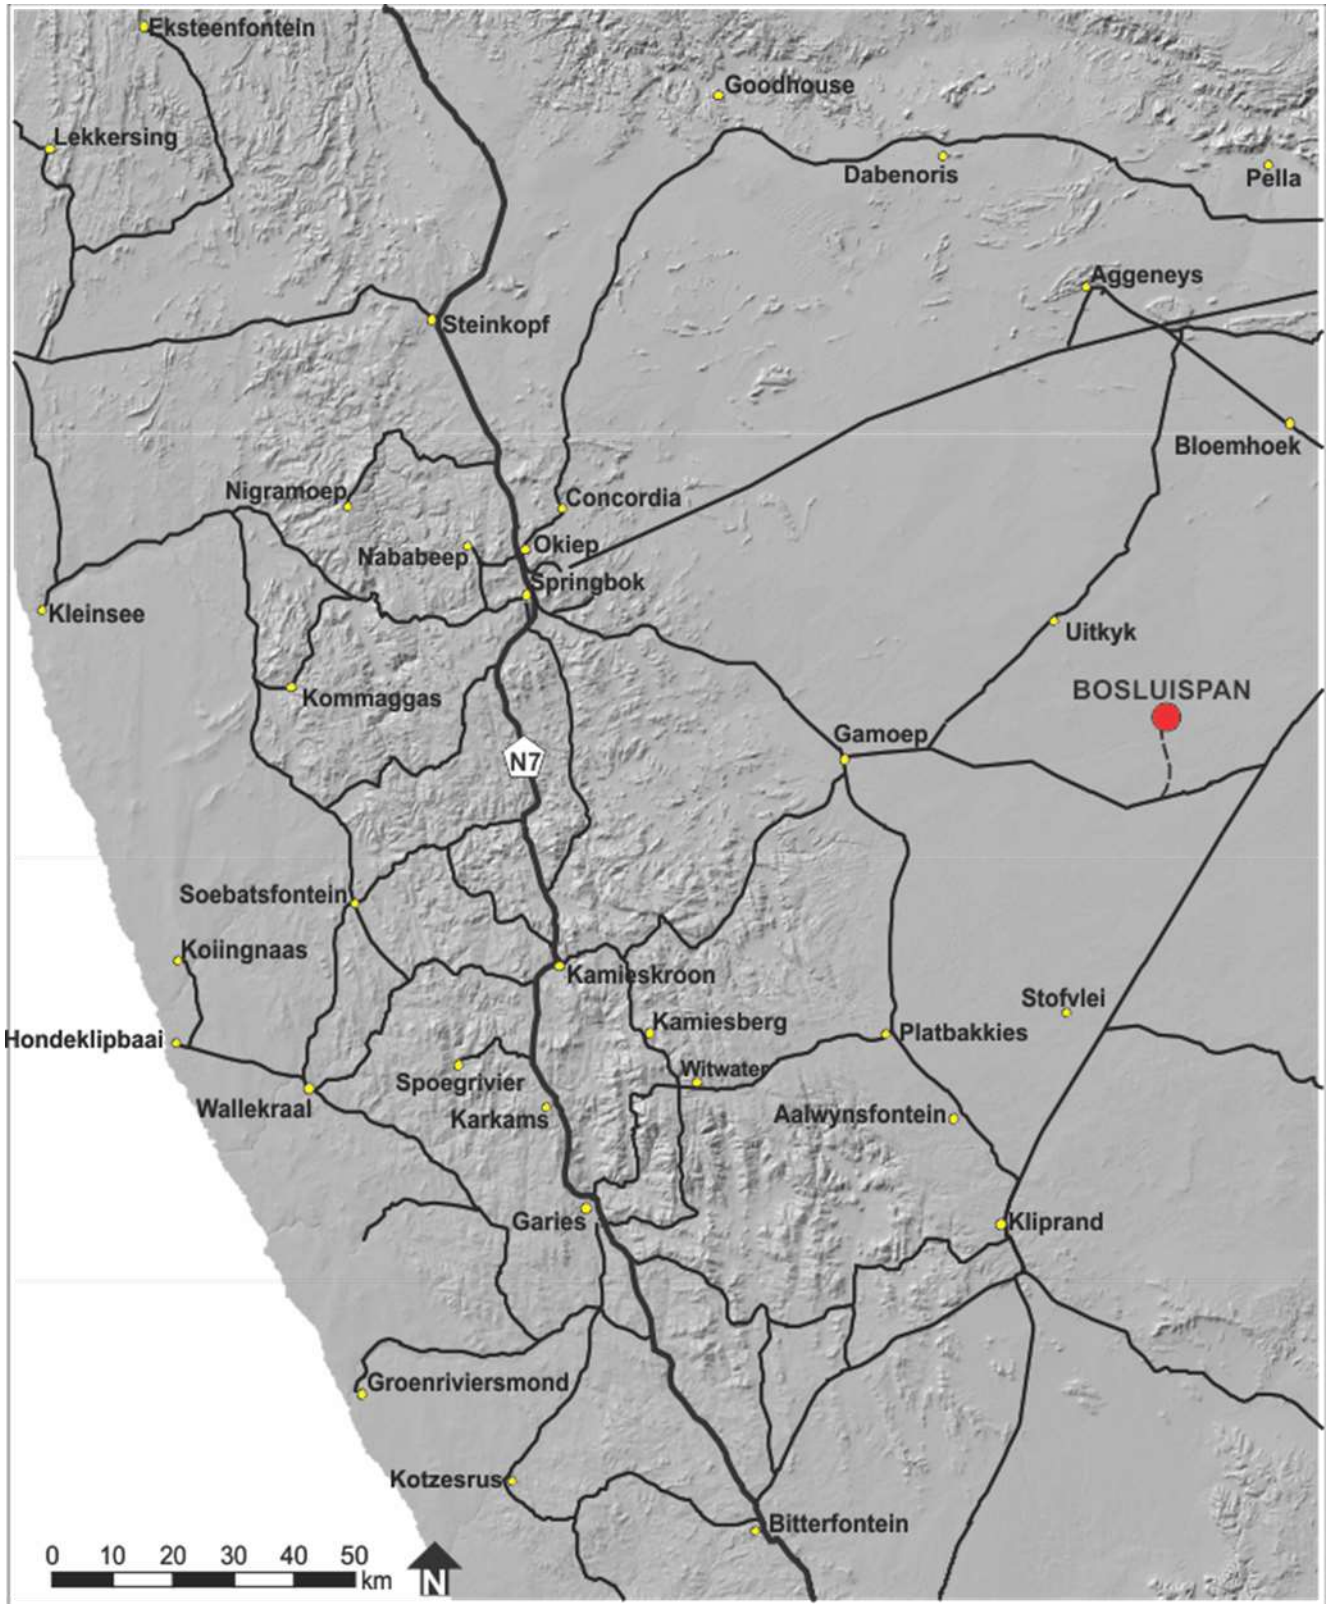 Eksteenfontein
Goodhouse
Lekkersing
Dabenoris
Pella
Aggeneys
Steinkopf
Bloemhoek
Nigramoep
Concordia
Okiep
Nababeep
Springbok
Kleinsee
Uitkyk
BOSLUISPAN
Kommaggas
Gamoep
N7
Soebatsfontein
Koiingnaas
Kamieskroon
Stofvlei
Kamiesberg
Hondeklipbaai
Platbakkies
Witwater
Spoegrivier
Wallekraal
Karkams
Aalwynsfontein
Garies
Kliprand
Groenriviersmond
Kotzesrus
Bitterfontein
0 10 20 30 40 50
km
N